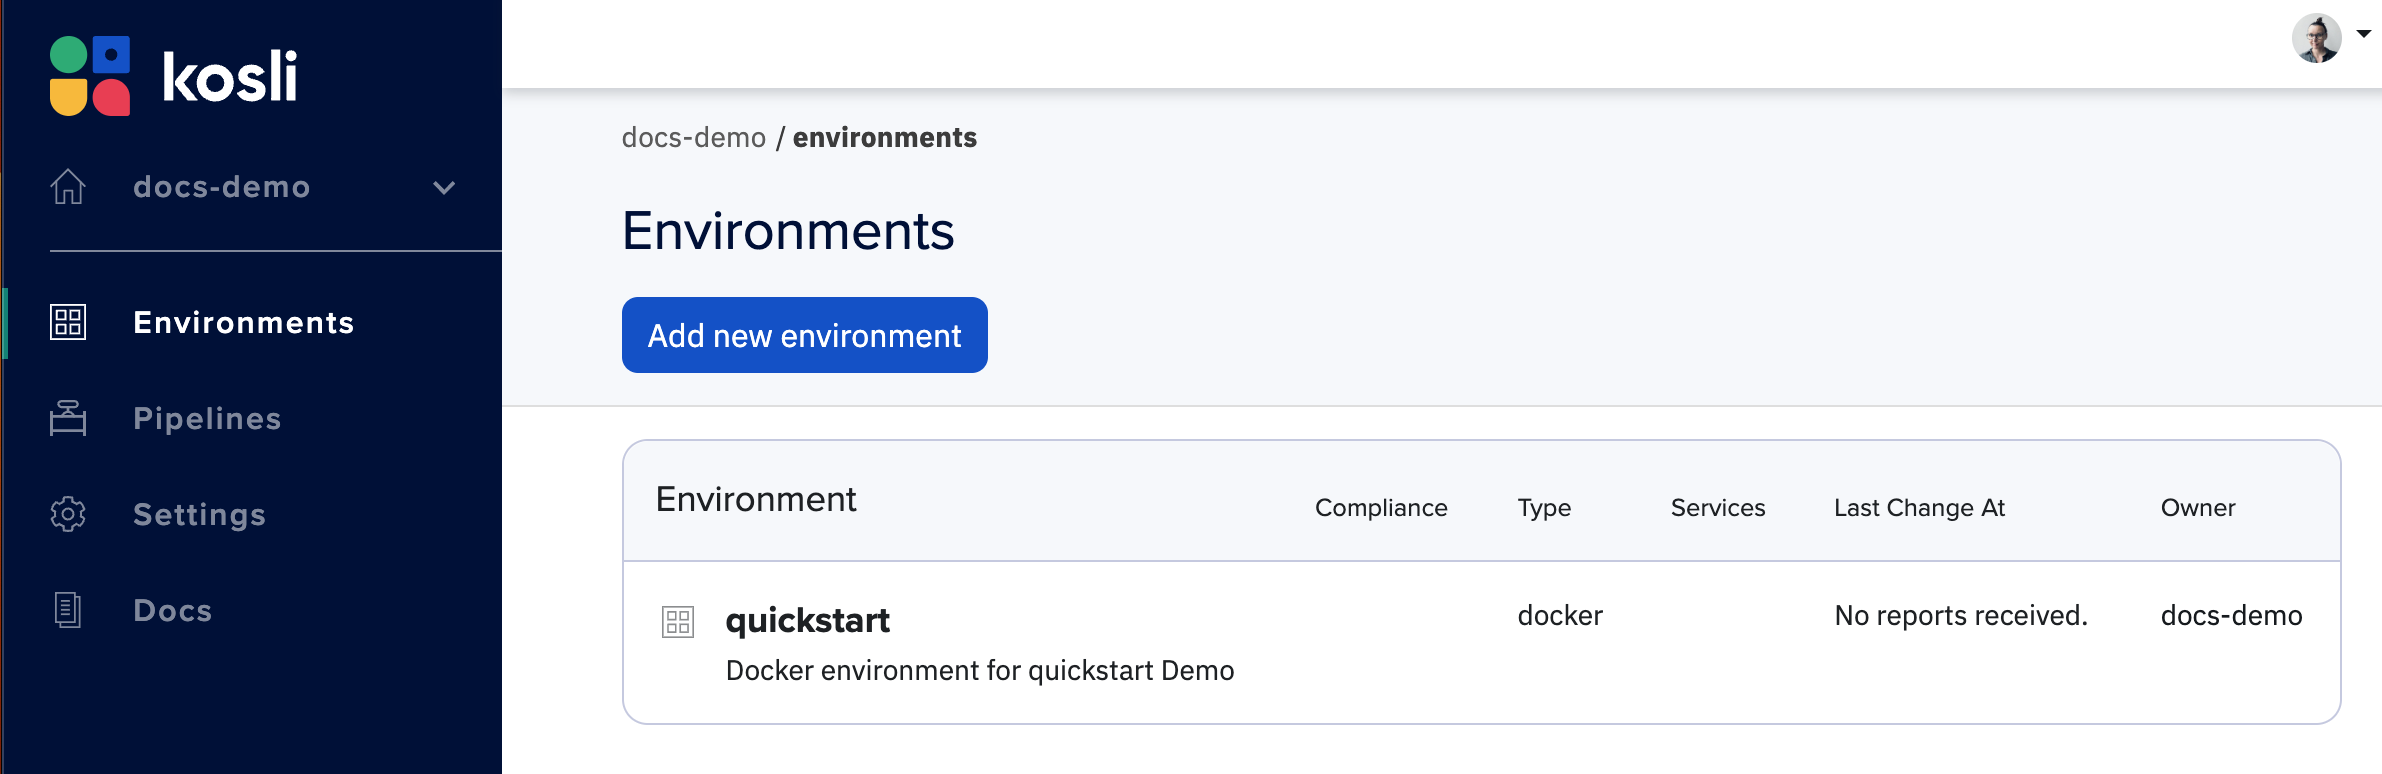 kosli
docs-demo
Environments
Pipelines
Settings
Docs
docs-demo / environments
Environments
Add new environment
Environment Compliance Type Services Last Change At Owner
quickstart docker No reports received. docs-demo
Docker environment for quickstart Demo